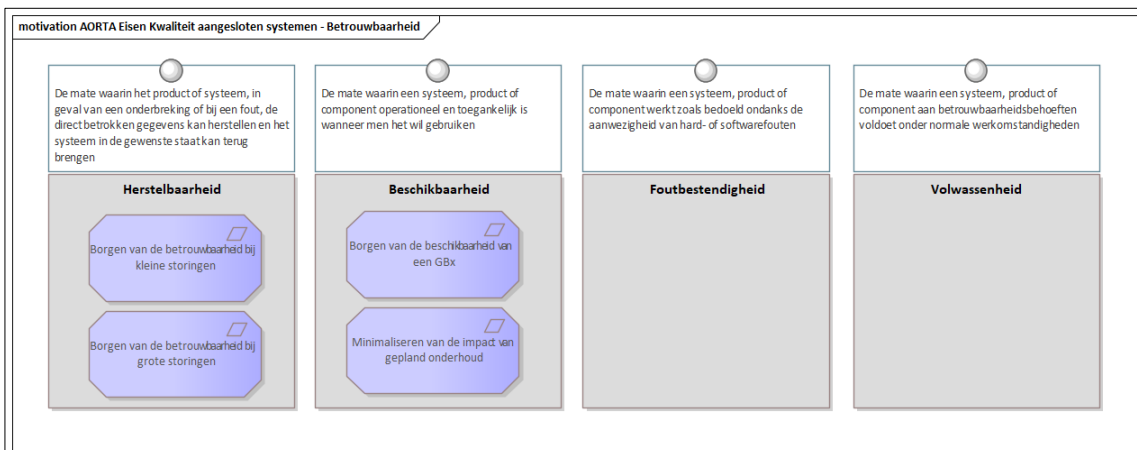 motivation AORTA Eisen Kwaliteit aangesloten systemen - Betrouwbaarheid
De mate waarin het product of systeem, in
geval van een onderbreking of bij een fout, de
direct betrokken gegevens kan herstellen en het
systeem in de gewenste staat kan terug
brengen
Herstelbaarheid
Borgen van de betrouwbaarheid bij
kleine storingen
Borgen van de betrouwbaarheid bij
grote storingen
De mate waarin een systeem, product of
component operationeel en toegankelijk is
wanneer men het wil gebruiken
Beschikbaarheid
Borgen van de beschikbaarheid van
een GBx
Minimaliseren van de impact van
gepland onderhoud
De mate waarin een systeem, product of
component werkt zoals bedoeld ondanks de
aanwezigheid van hard- of softwarefouten
Foutbestendigheid
De mate waarin een systeem, product of
component aan betrouwbaarheidsbehoeften
voldoet onder normale werkomstandigheden
Volwassenheid